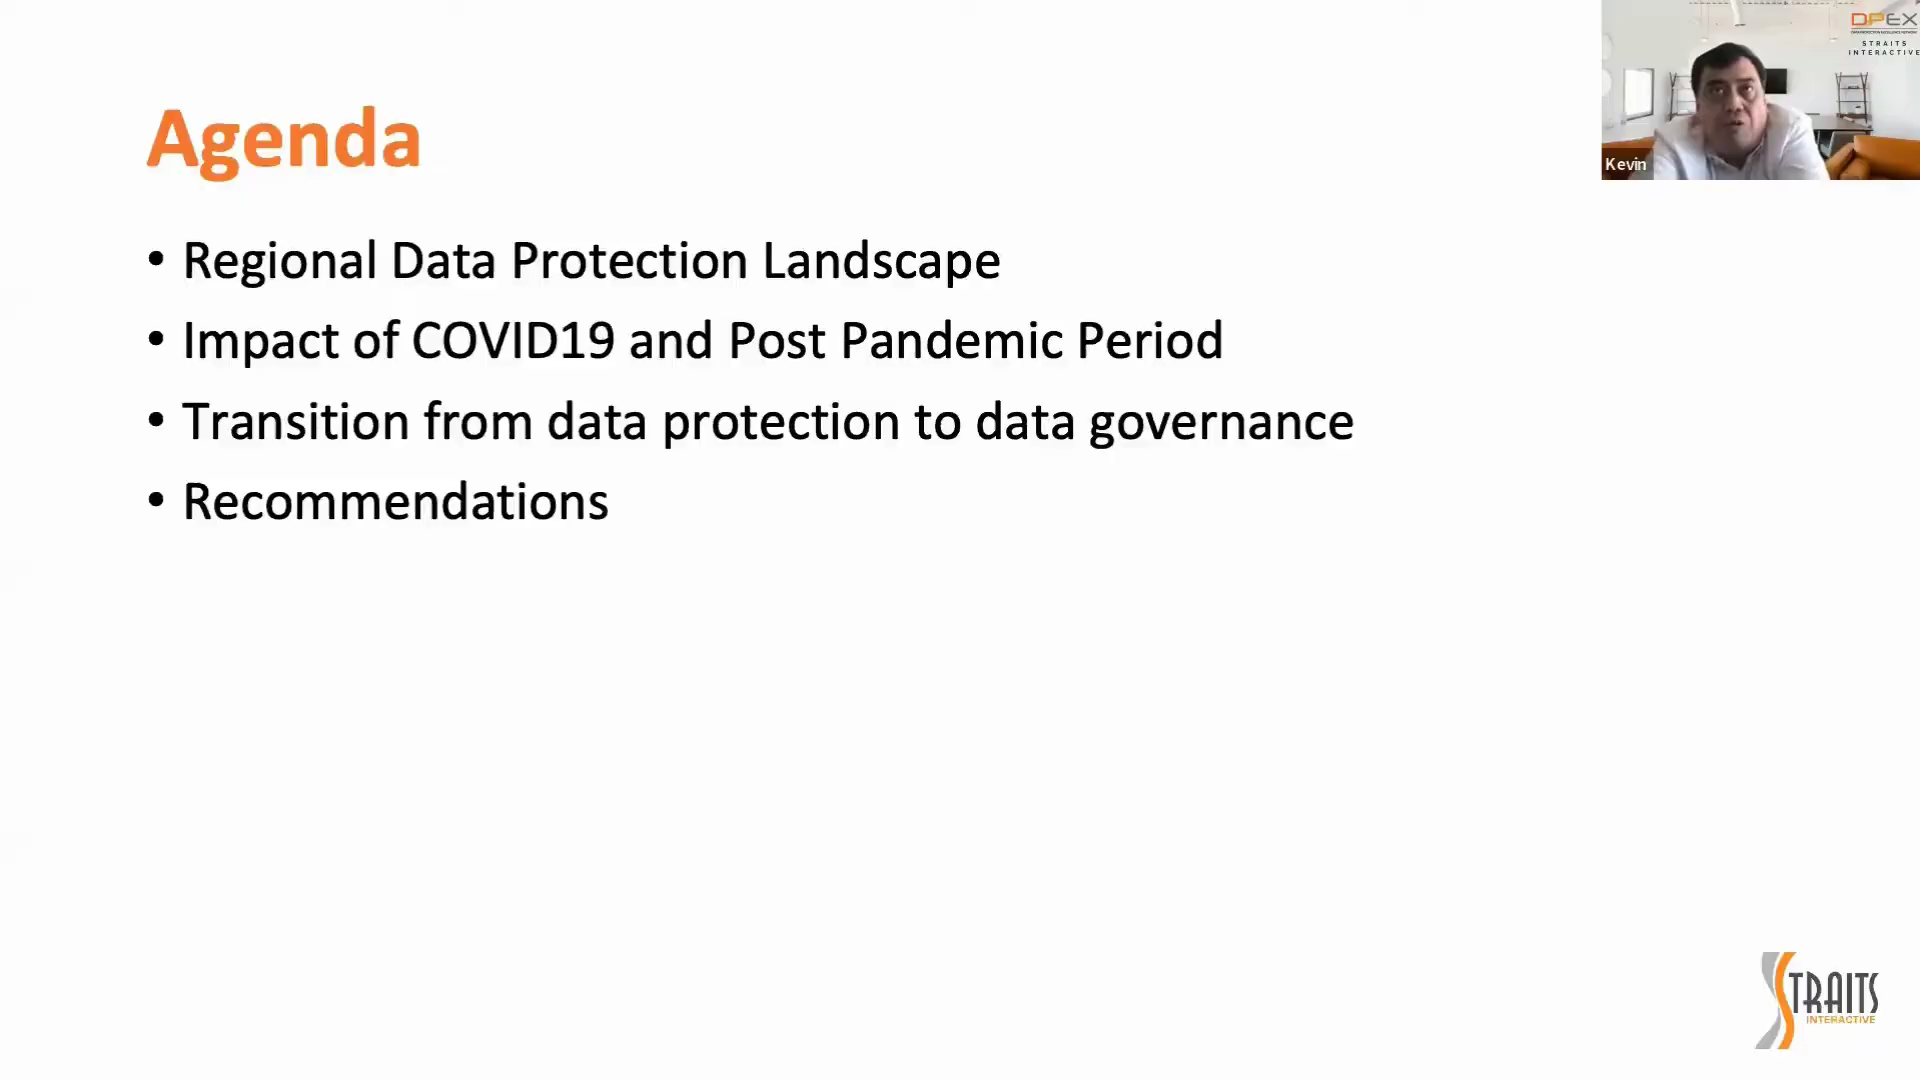 Agenda
• Regional Data Protection Landscape
• Impact of COVID19 and Post Pandemic Period
• Transition from data protection to data governance
• Recommendations
DPEX
STRAITS
INTERACTIVE
Kevin
STRAITS
INTERACTIVE